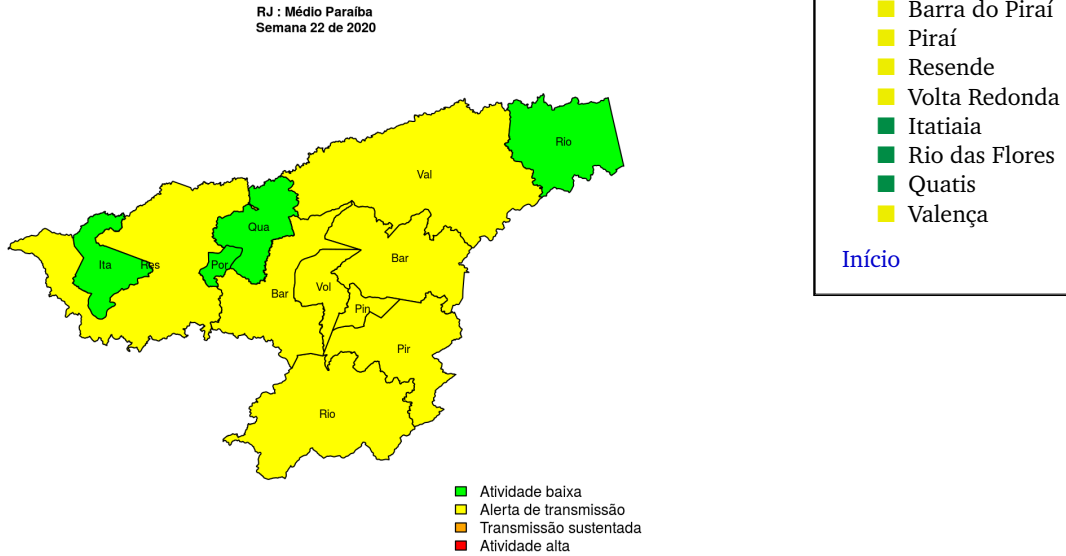 RJ : Médio Paraíba
Semana 22 de 2020
Rio
Val
Qua
Ita
Res
Por
Bar
Bar
Vol
Pin
Pir
Rio
Atividade baixa
Alerta de transmissão
Transmissão sustentada
Atividade alta
Barra do Piraí
Piraí
Resende
Volta Redonda
Itatiaia
Rio das Flores
Quatis
Valença
Início